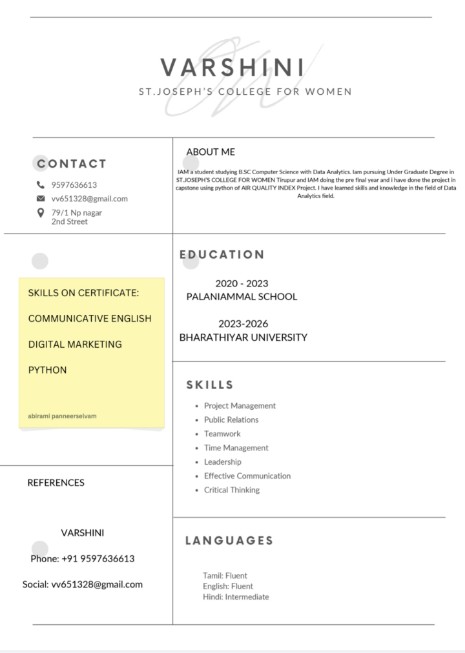 VARSHINI
ST.JOSEPH'S COLLEGE FOR WOMEN
CONTACT
9597636613
vv651328@gmail.com
79/1 Np nagar
2nd Street
ABOUT ME
IAM a student studying B.SC Computer Science with Data Analytics. Iam pursuing Under Graduate Degree in
ST.JOSEPH'S COLLEGE FOR WOMEN Tirupur and IAM doing the pre final year and i have done the project in
capstone using python of AIR QUALITY INDEX Project. I have learned skills and knowledge in the field of Data
Analytics field.
SKILLS ON CERTIFICATE:
COMMUNICATIVE ENGLISH
DIGITAL MARKETING
PYTHON
abirami panneerselvam
REFERENCES
VARSHINI
Phone: +91 9597636613
Social: vv651328@gmail.com
EDUCATION
2020 - 2023
PALANIAMMAL SCHOOL
2023-2026
BHARATHIYAR UNIVERSITY
SKILLS
• Project Management
• Public Relations
• Teamwork
• Time Management
• Leadership
• Effective Communication
• Critical Thinking
LANGUAGES
Tamil: Fluent
English: Fluent
Hindi: Intermediate